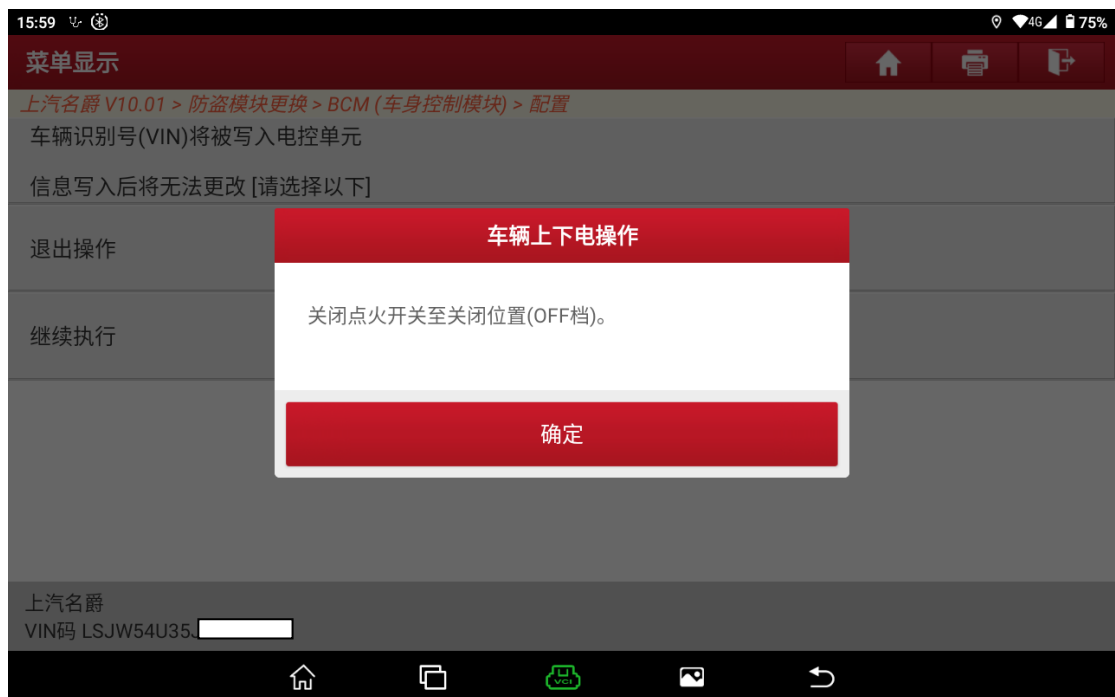 15:59
4G 75%
菜单显示
上汽名爵 V10.01 > 防盗模块更换 > BCM (车身控制模块) > 配置
车辆识别号(VIN)将被写入电控单元
信息写入后将无法更改 [请选择以下]
车辆上下电操作
退出操作
关闭点火开关至关闭位置(OFF档)。
继续执行
确定
上汽名爵
VIN码 LSJW54U35J
VCI